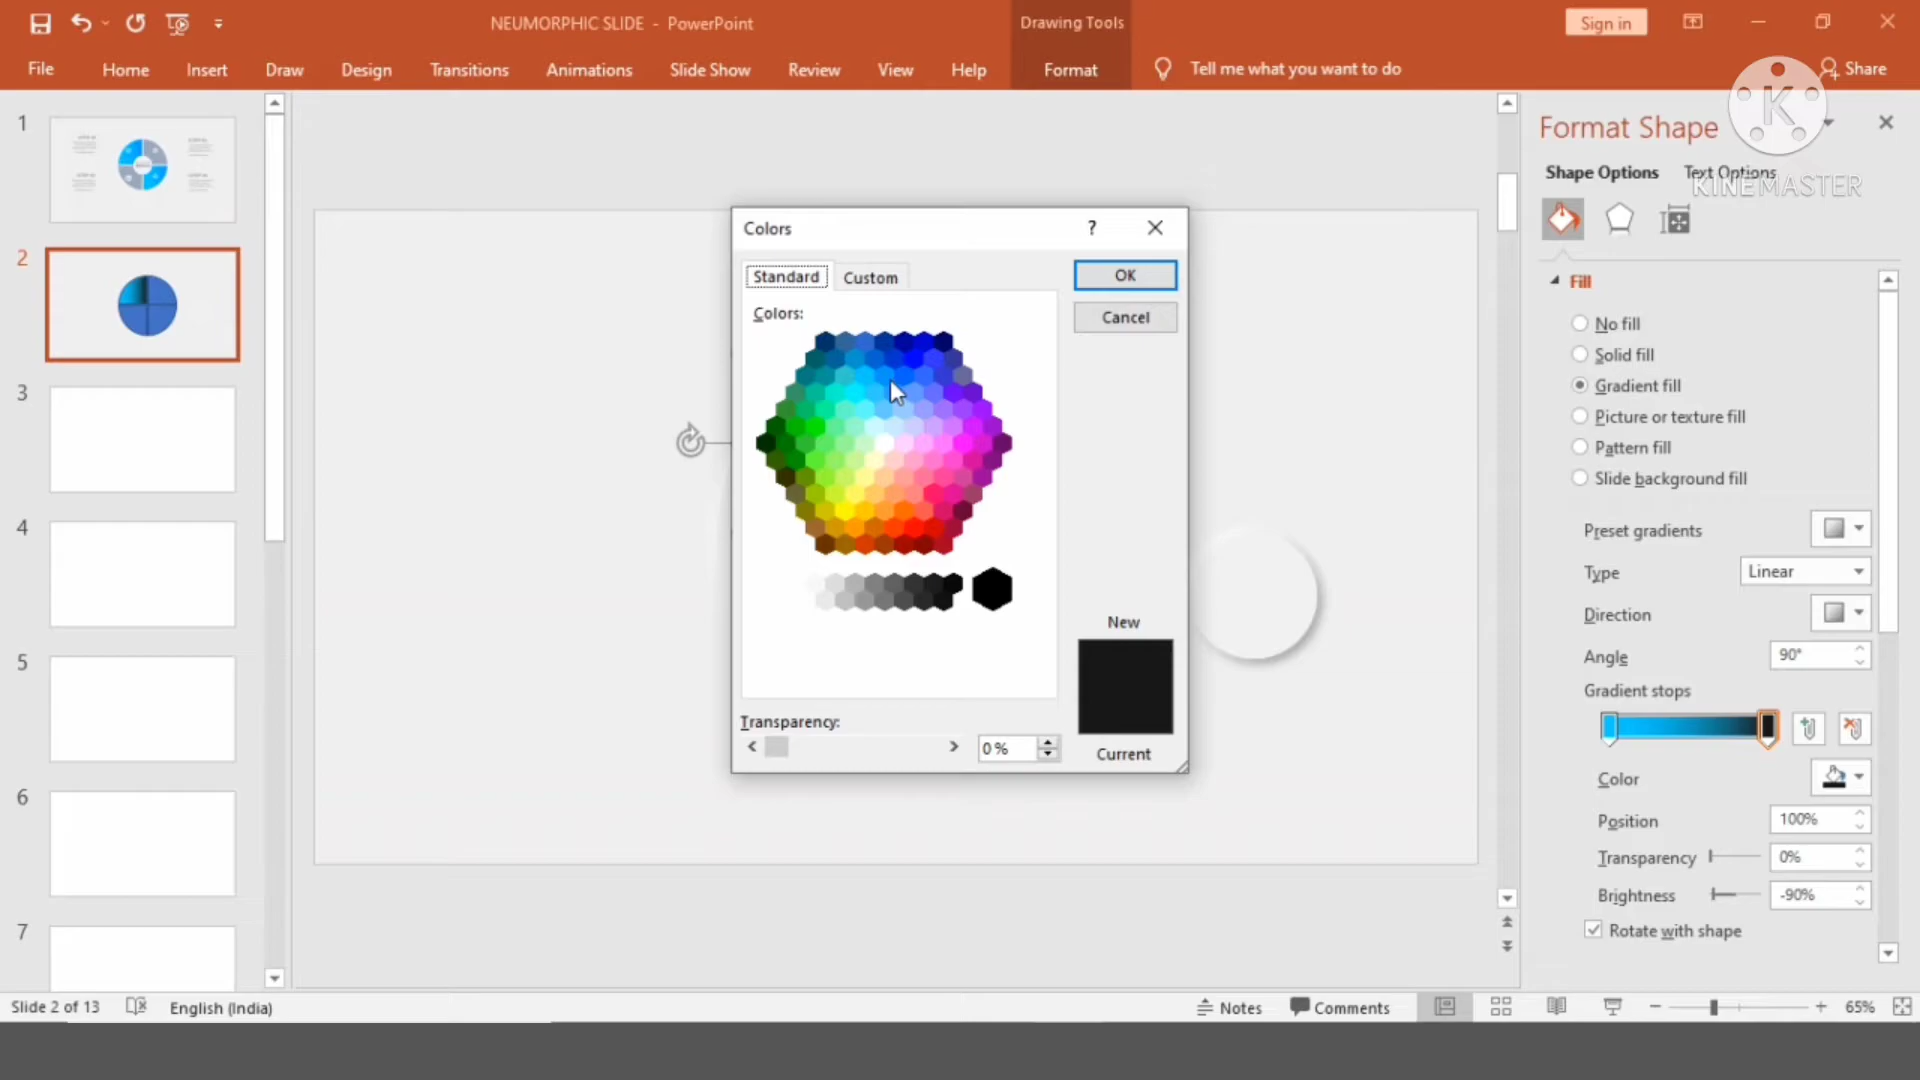 NEUMORPHIC SLIDE - PowerPoint
Drawing Tools
Sign in
File Home Insert Draw Design Transitions Animations Slide Show Review View Help Format Tell me what you want to do Share
K
KINEMASTER
Format Shape
Shape Options Text Options
Fill
No fill
Solid fill
Gradient fill
Picture or texture fill
Pattern fill
Slide background fill
Preset gradients
Type Linear
Direction
Angle 90°
Gradient stops
Color
Position 100%
Transparency 0%
Brightness -90%
Rotate with shape
1
2
3
4
5
6
7
Colors
?
Standard Custom
OK
Cancel
Colors:
New
Current
Transparency:
0 %
Slide 2 of 13 English (India) Notes Comments 65%